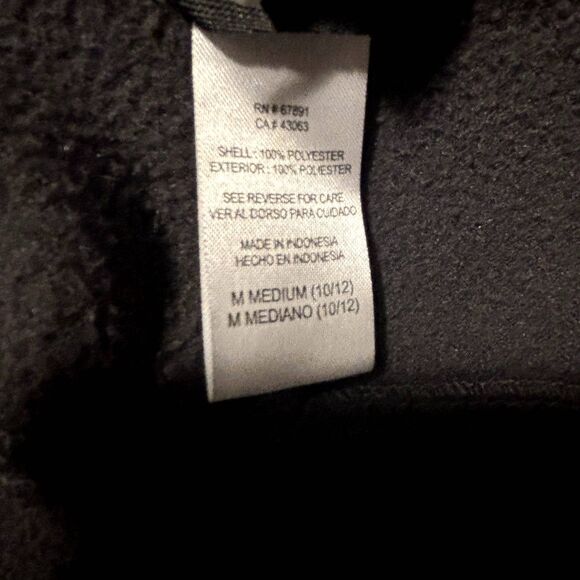 RN # 67891
CA # 43063
SHELL : 100% POLYESTER
EXTERIOR : 100% POLIESTER
SEE REVERSE FOR CARE
VER AL DORSO PARA CUIDADO
MADE IN INDONESIA
HECHO EN INDONESIA
M MEDIUM (10/12)
M MEDIANO (10/12)